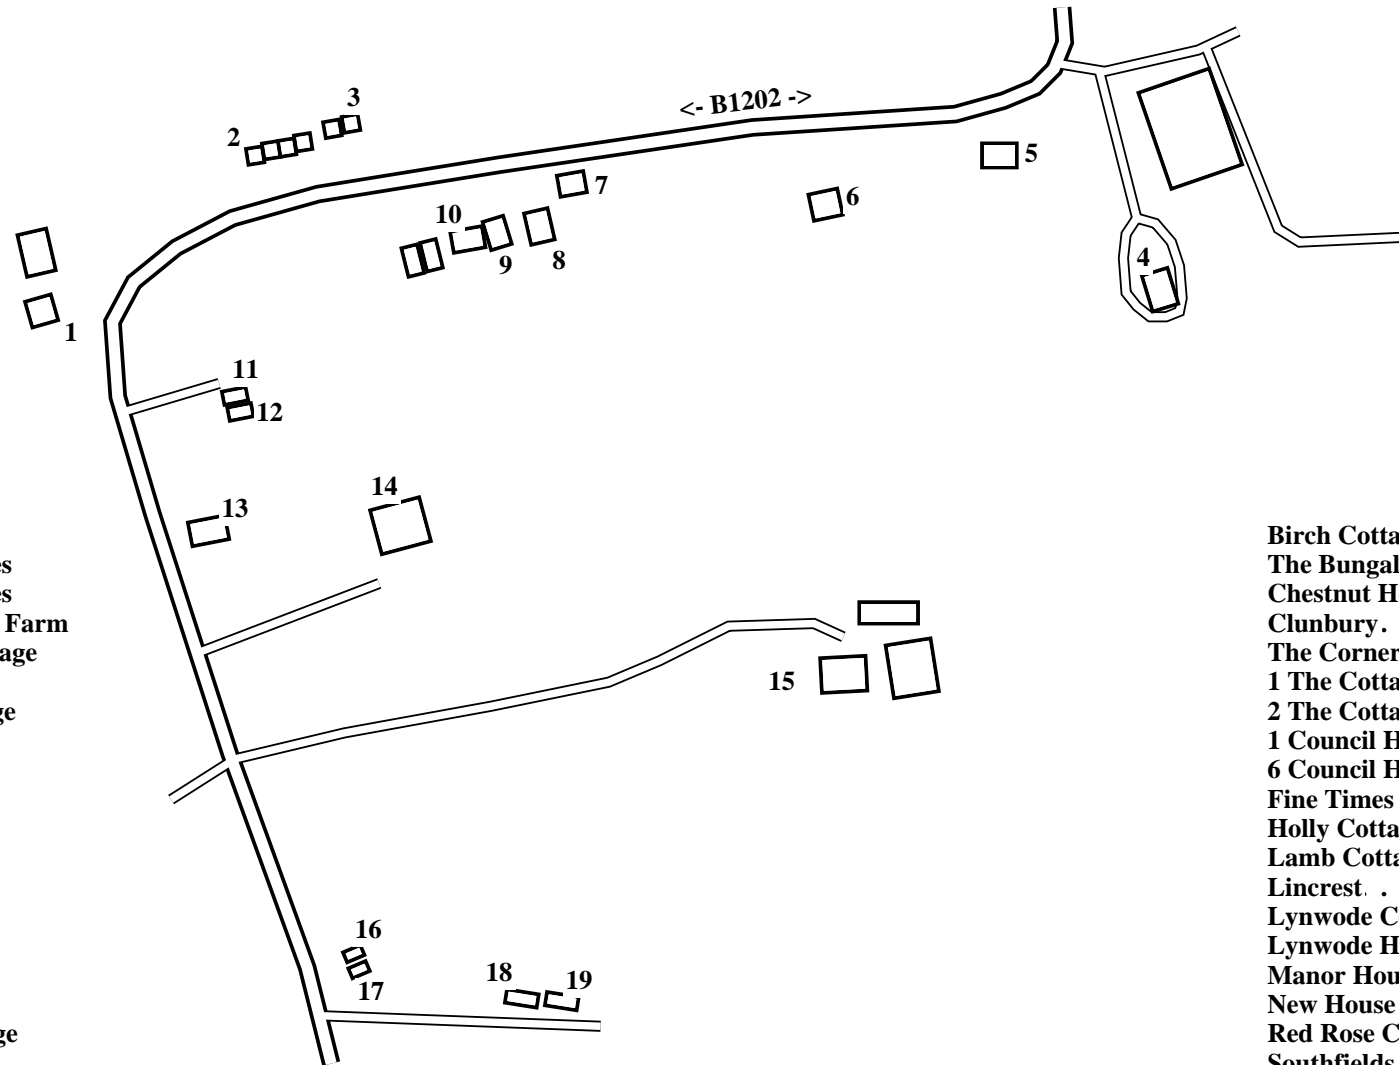 3
<- B1202 ->
2
5
7
6
10
9
8
4
1
11
12
14
13
15
16
17
18
19
es
es
Farm
age
ge
ge
Birch Cotta
The Bungal
Chestnut H
Clunbury .
The Corner
1 The Cotta
2 The Cotta
1 Council H
6 Council H
Fine Times
Holly Cotta
Lamb Cotta
Lincrest . .
Lynwode C
Lynwode H
Manor Hou
New House
Red Rose C
Southfields